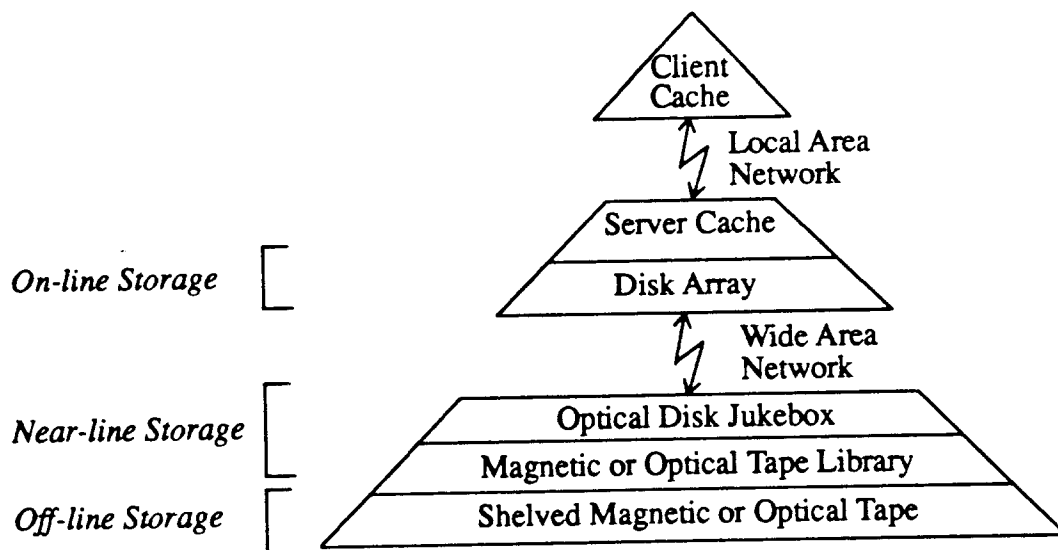 Client
Cache
Local Area
Network
Server Cache
On-line Storage
Disk Array
Wide Area
Network
Optical Disk Jukebox
Near-line Storage
Magnetic or Optical Tape Library
Off-line Storage
Shelved Magnetic or Optical Tape